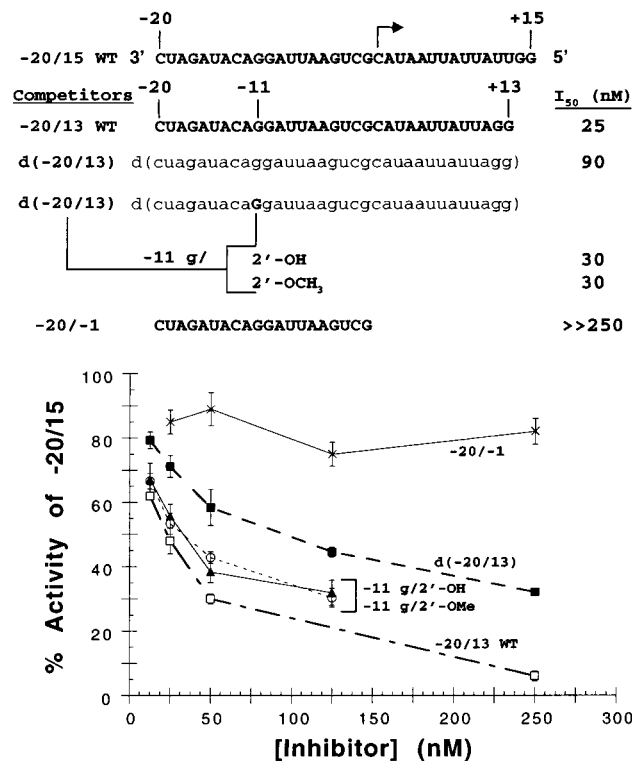 -20 +15
-20/15 WT 3' CUAGAUACAGGAUUAAGUCGCAUAAUUAUUAUUGG 5'
Competitors -20 -11 +13 I50 (nM)
-20/13 WT CUAGAUACAGGAUUAAGUCGCAUAAUUAUUAGG 25
d(-20/13) d(cuagauacaggauuaagucgcauaauuauuagg) 90
d(-20/13) d(cuagauacaGgauuaagucgcauaauuauuagg)
-11 g/ 2'-OH 30
2'-OCH3 30
-20/-1 CUAGAUACAGGAUUAAGUCG >>250
% Activity of -20/15
100
80
60
40
20
0
-20/-1
d(-20/13)
-11 g/2'-OH
-11 g/2'-OMe
-20/13 WT
0 50 100 150 200 250 300
[Inhibitor] (nM)